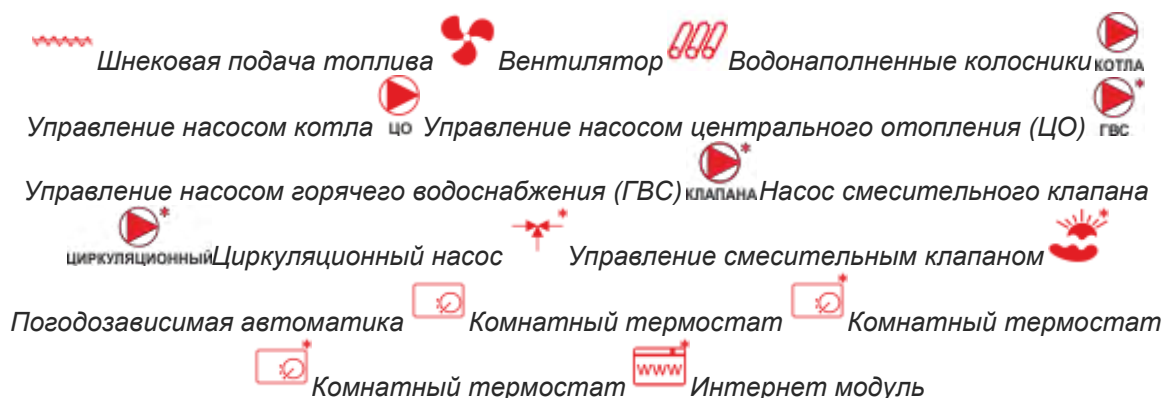 Шнековая подача топлива Вентилятор Водонаполненные колосники КОТЛА
Управление насосом котла ЦО Управление насосом центрального отопления (ЦО) * ГВС
Управление насосом горячего водоснабжения (ГВС) * КЛАПАНА Насос смесительного клапана
* ЦИРКУЛЯЦИОННЫЙ Циркуляционный насос * Управление смесительным клапаном *
Погодозависимая автоматика Комнатный термостат * Комнатный термостат
* Комнатный термостат * www Интернет модуль